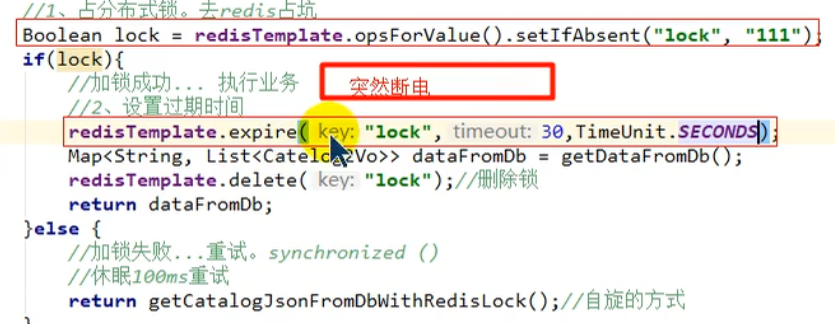 //1、占分布式锁。去redis占坑
Boolean lock = redisTemplate.opsForValue().setIfAbsent("lock", "111");
if(lock){
//加锁成功... 执行业务 突然断电
//2、设置过期时间
redisTemplate.expire( key: "lock", timeout: 30,TimeUnit.SECONDS);
Map<String, List<Catelog2Vo>> dataFromDb = getDataFromDb();
redisTemplate.delete( key: "lock");//删除锁
return dataFromDb;
}else {
//加锁失败...重试。synchronized ()
//休眠100ms重试
return getCatalogJsonFromDbWithRedisLock();//自旋的方式
}